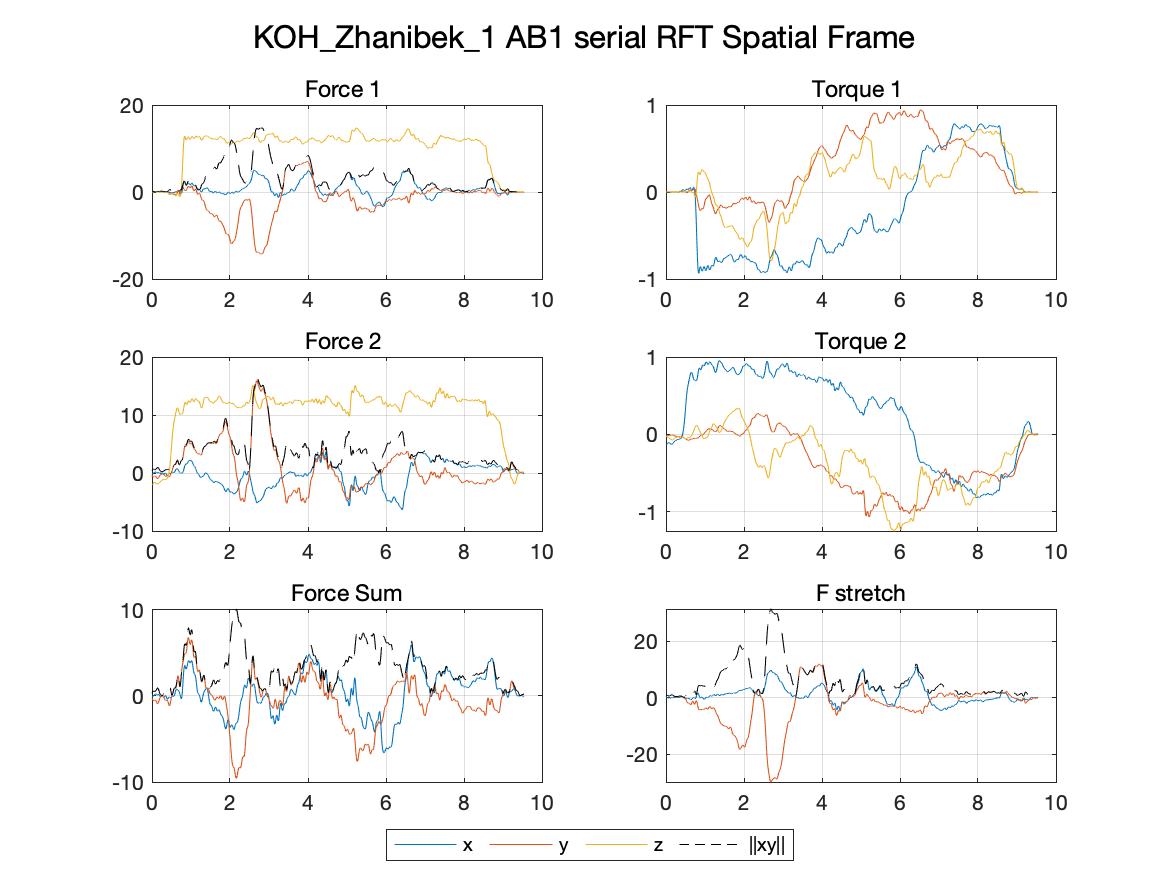 KOH_Zhanibek_1 AB1 serial RFT Spatial Frame
Force 1
20
0
-20
0 2 4 6 8 10
Torque 1
1
0
-1
0 2 4 6 8 10
Force 2
20
10
0
-10
0 2 4 6 8 10
Torque 2
1
0
-1
0 2 4 6 8 10
Force Sum
10
0
-10
0 2 4 6 8 10
F stretch
20
0
-20
0 2 4 6 8 10
x y z ||xy||